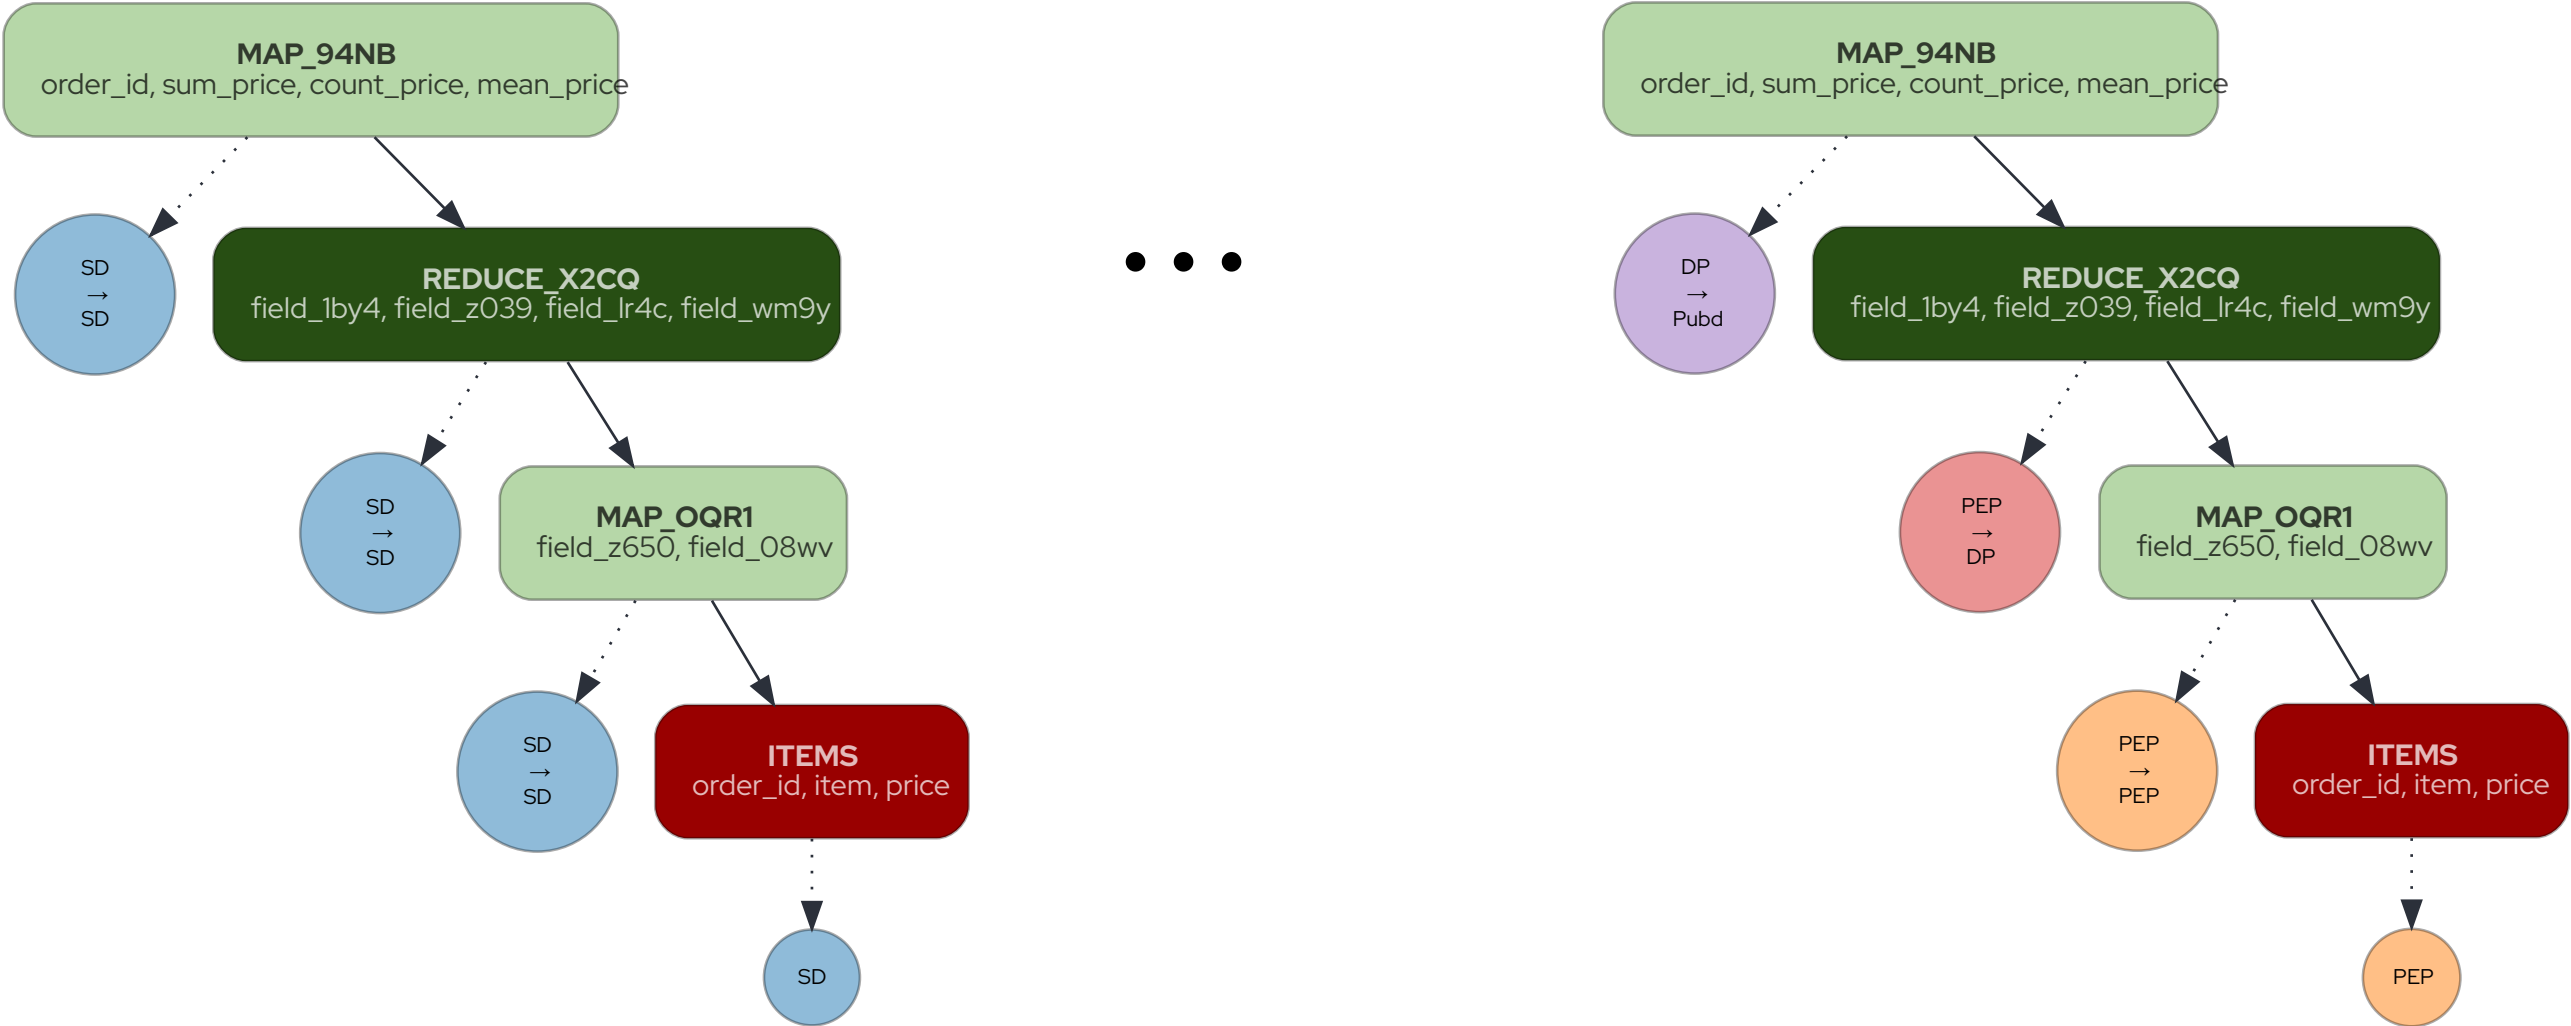 MAP_94NB
order_id, sum_price, count_price, mean_price
SD
→
SD
REDUCE_X2CQ
field_1by4, field_z039, field_lr4c, field_wm9y
SD
→
SD
MAP_OQR1
field_z650, field_08wv
SD
→
SD
ITEMS
order_id, item, price
SD
• • •
MAP_94NB
order_id, sum_price, count_price, mean_price
DP
→
Pubd
REDUCE_X2CQ
field_1by4, field_z039, field_lr4c, field_wm9y
PEP
→
DP
MAP_OQR1
field_z650, field_08wv
PEP
→
PEP
ITEMS
order_id, item, price
PEP